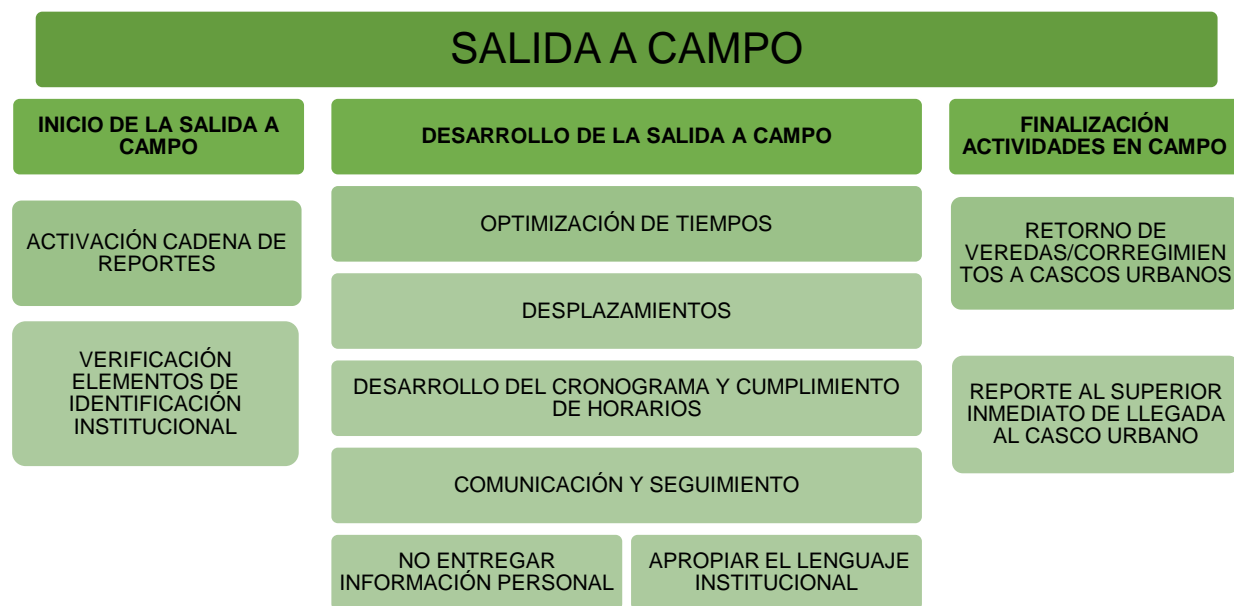 SALIDA A CAMPO
INICIO DE LA SALIDA A
CAMPO
ACTIVACIÓN CADENA DE
REPORTES
VERIFICACIÓN
ELEMENTOS DE
IDENTIFICACIÓN
INSTITUCIONAL
DESARROLLO DE LA SALIDA A CAMPO
OPTIMIZACIÓN DE TIEMPOS
DESPLAZAMIENTOS
DESARROLLO DEL CRONOGRAMA Y CUMPLIMIENTO
DE HORARIOS
COMUNICACIÓN Y SEGUIMIENTO
NO ENTREGAR
INFORMACIÓN PERSONAL
APROPIAR EL LENGUAJE
INSTITUCIONAL
FINALIZACIÓN
ACTIVIDADES EN CAMPO
RETORNO DE
VEREDAS/CORREGIMIEN
TOS A CASCOS URBANOS
REPORTE AL SUPERIOR
INMEDIATO DE LLEGADA
AL CASCO URBANO